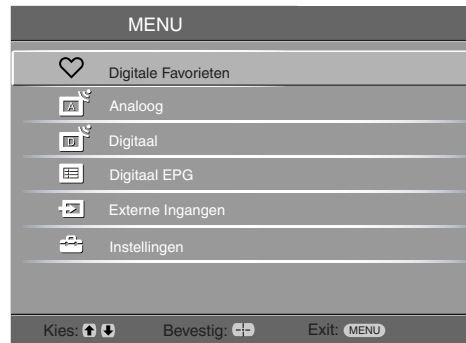 MENU
Digitale Favorieten
A Analoog
D Digitaal
Digitaal EPG
Externe Ingangen
Instellingen
Kies: Bevestig: Exit: MENU